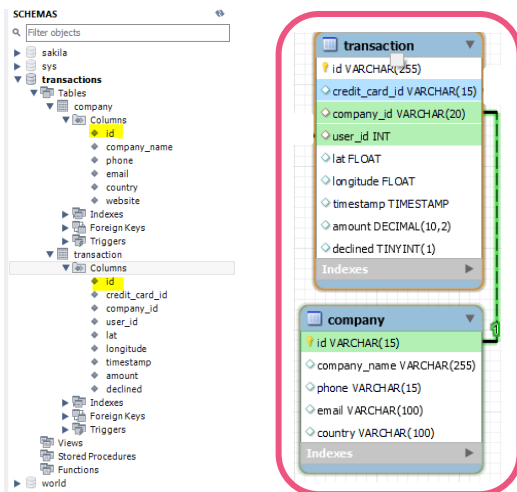 SCHEMAS
Filter objects
sakila
sys
transactions
Tables
company
Columns
id
company_name
phone
email
country
website
Indexes
Foreign Keys
Triggers
transaction
Columns
id
credit_card_id
company_id
user_id
lat
longitude
timestamp
amount
declined
Indexes
Foreign Keys
Triggers
Views
Stored Procedures
Functions
world
transaction
id VARCHAR(255)
credit_card_id VARCHAR(15)
company_id VARCHAR(20)
user_id INT
lat FLOAT
longitude FLOAT
timestamp TIMESTAMP
amount DECIMAL(10,2)
declined TINYINT(1)
Indexes
1
company
id VARCHAR(15)
company_name VARCHAR(255)
phone VARCHAR(15)
email VARCHAR(100)
country VARCHAR(100)
Indexes